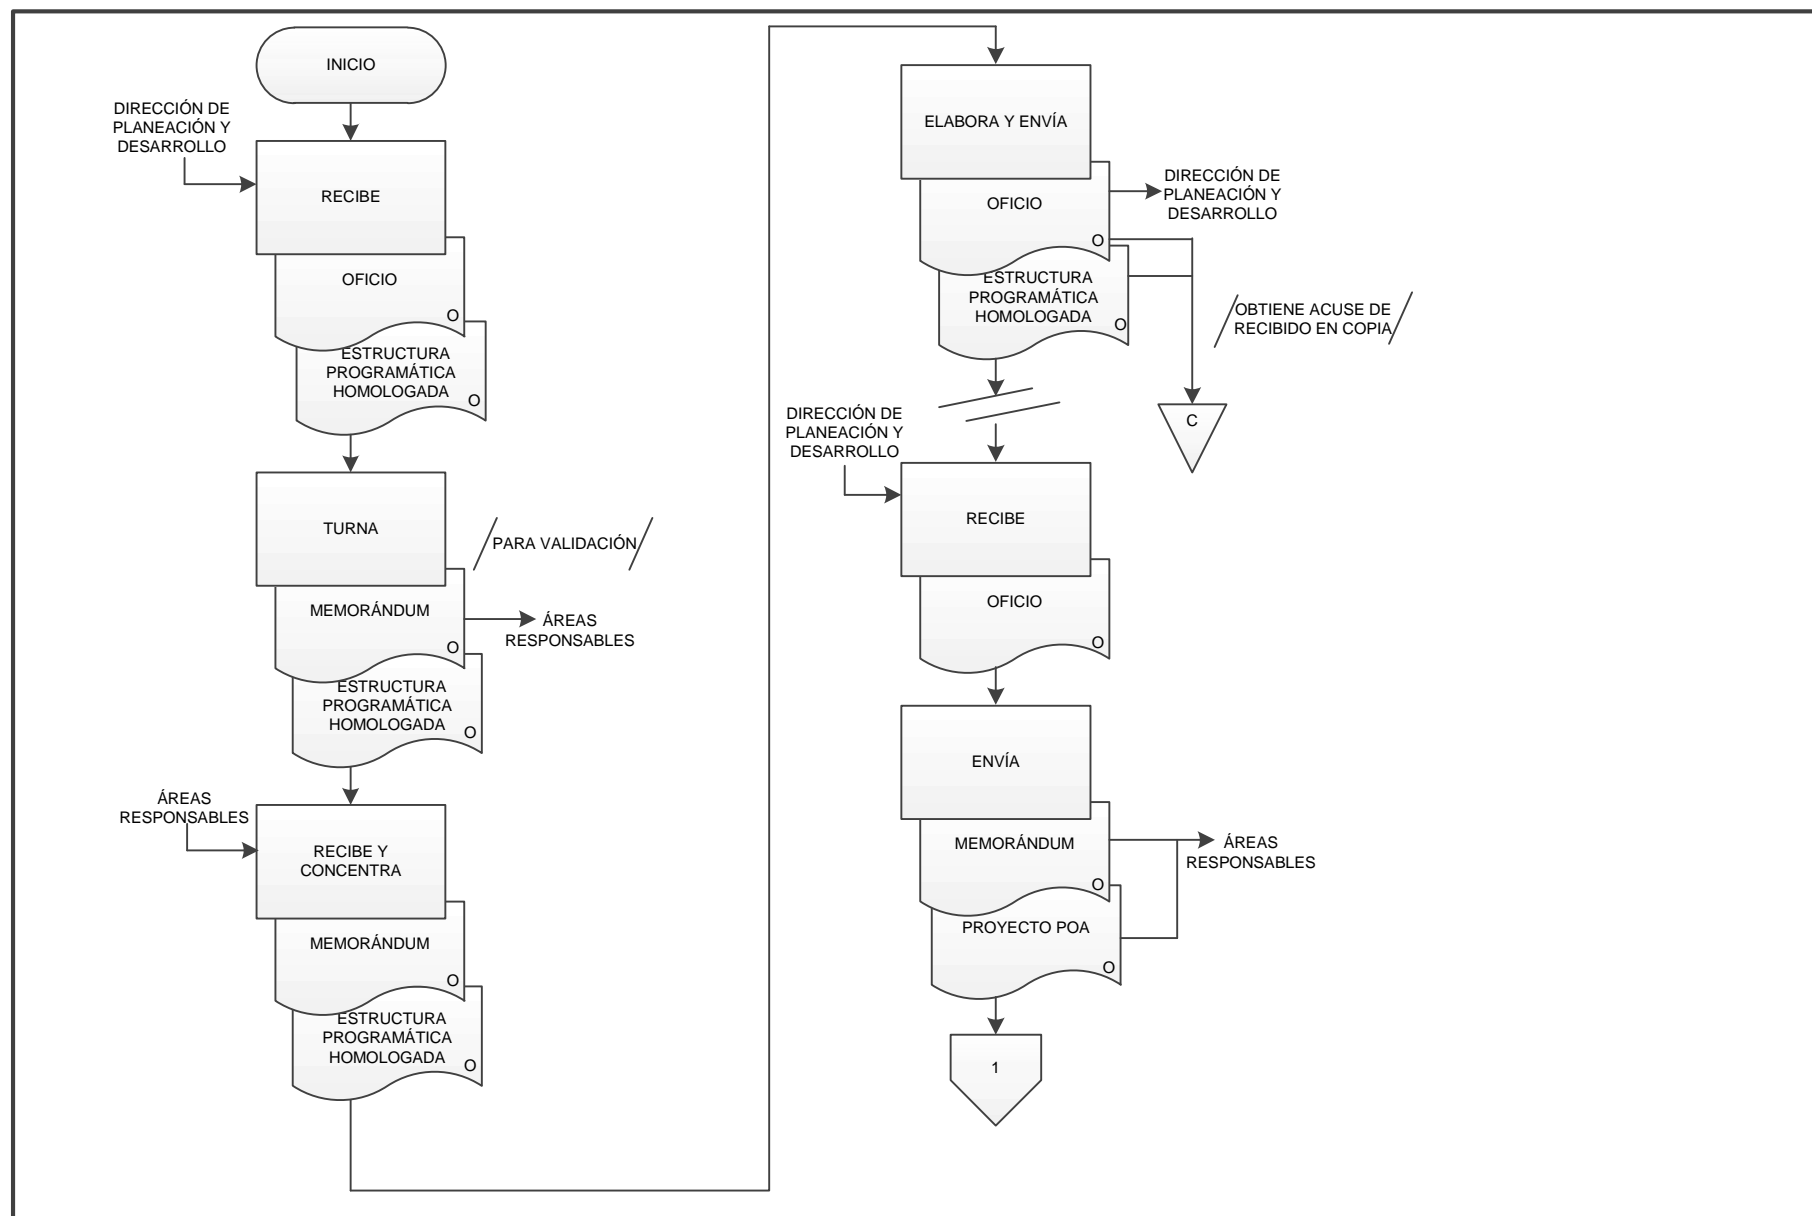 INICIO
DIRECCIÓN DE
PLANEACIÓN Y
DESARROLLO
RECIBE
OFICIO
O
ESTRUCTURA
PROGRAMÁTICA
HOMOLOGADA
O
TURNA
PARA VALIDACIÓN
MEMORÁNDUM
O
ÁREAS
RESPONSABLES
ESTRUCTURA
PROGRAMÁTICA
HOMOLOGADA
O
ÁREAS
RESPONSABLES
RECIBE Y
CONCENTRA
MEMORÁNDUM
O
ESTRUCTURA
PROGRAMÁTICA
HOMOLOGADA
O
ELABORA Y ENVÍA
OFICIO
O
DIRECCIÓN DE
PLANEACIÓN Y
DESARROLLO
ESTRUCTURA
PROGRAMÁTICA
HOMOLOGADA
O
OBTIENE ACUSE DE
RECIBIDO EN COPIA
C
DIRECCIÓN DE
PLANEACIÓN Y
DESARROLLO
RECIBE
OFICIO
O
ENVÍA
MEMORÁNDUM
O
ÁREAS
RESPONSABLES
PROYECTO POA
O
1